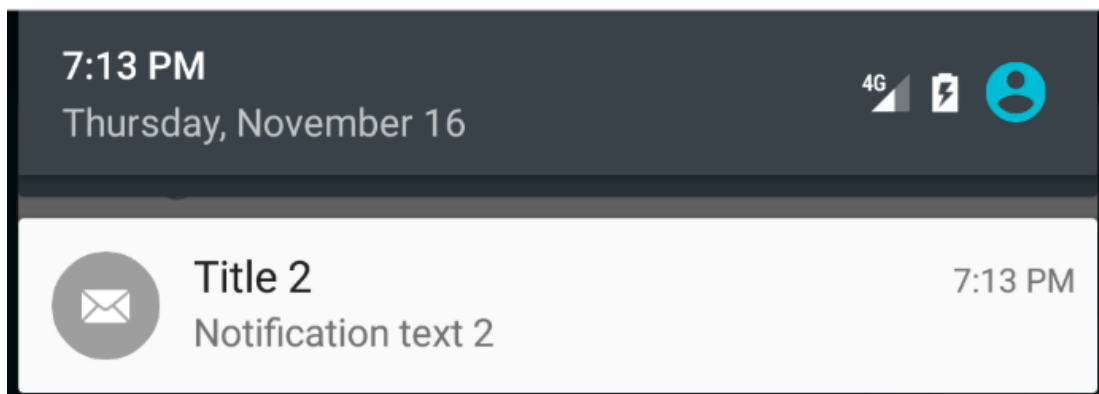 7:13 PM
4G
Thursday, November 16
Title 2
7:13 PM
Notification text 2